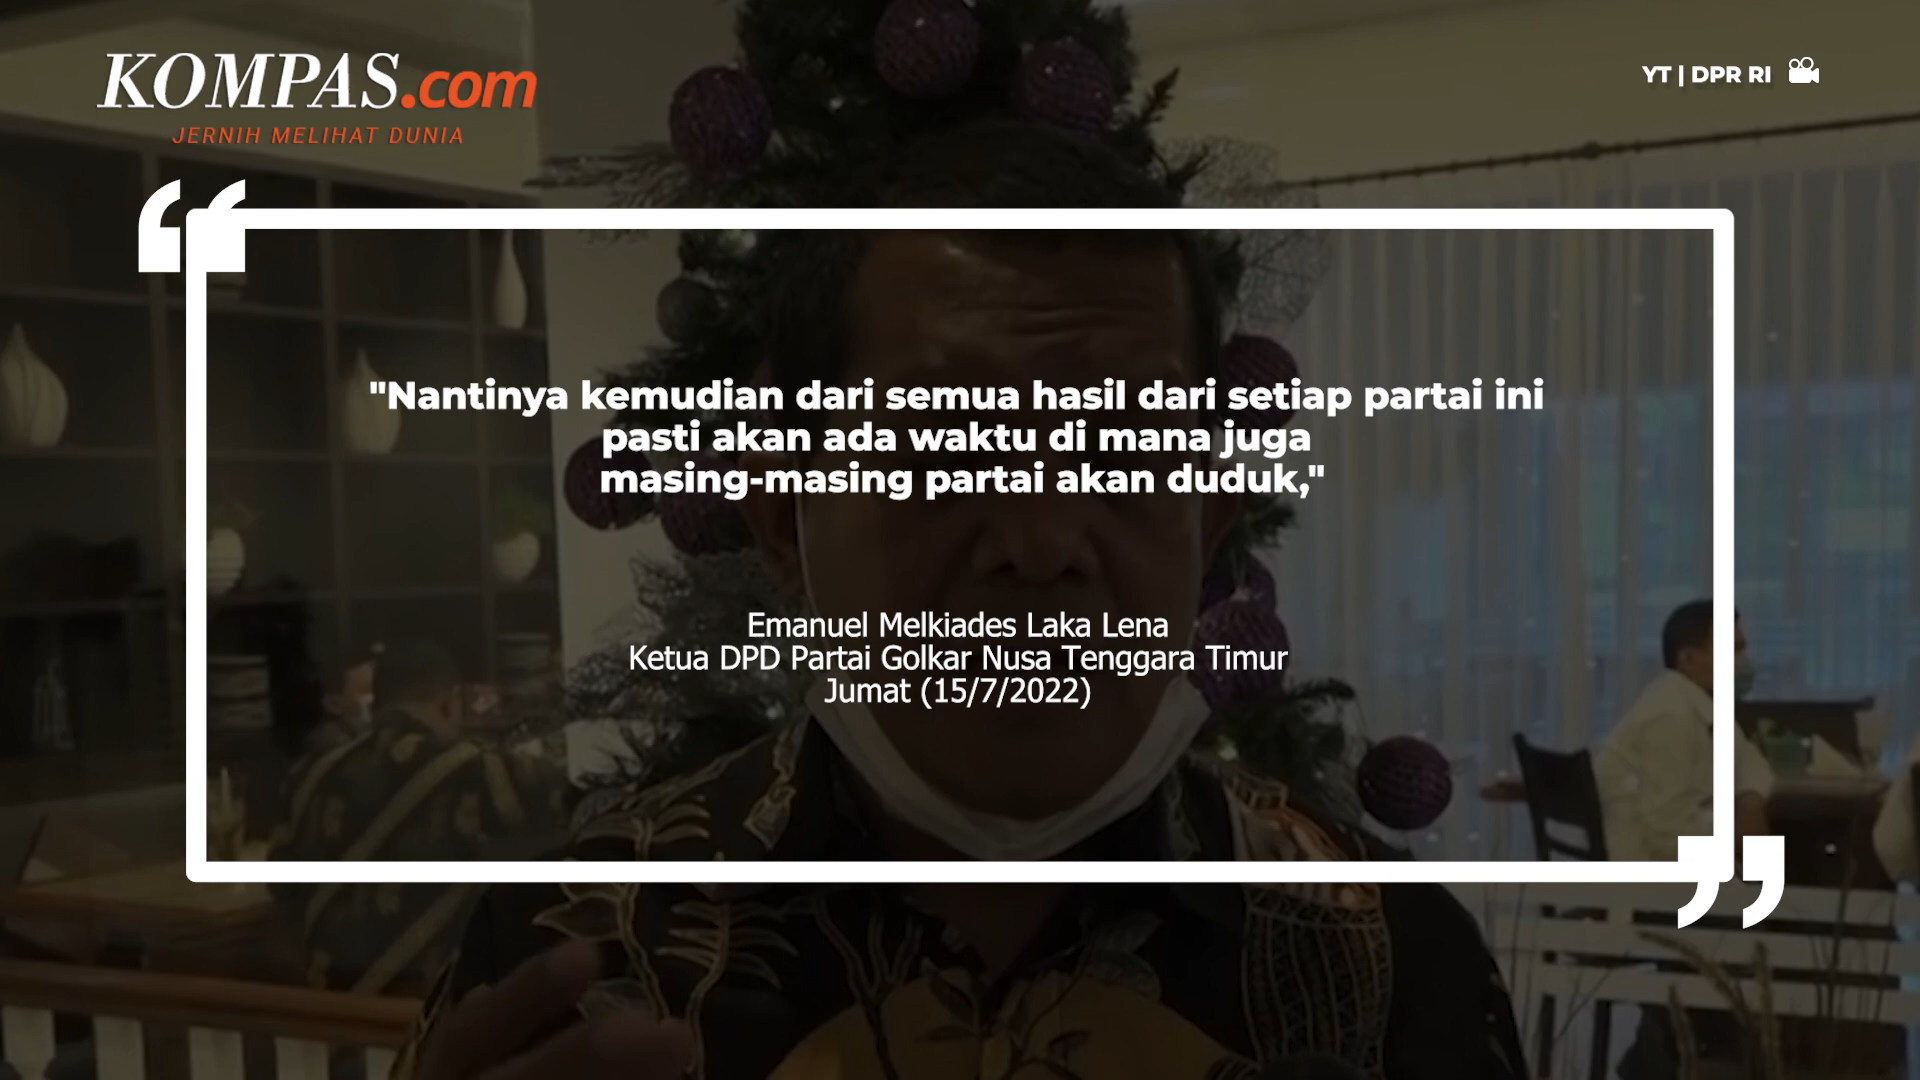 KOMPAS.com
JERNIH MELIHAT DUNIA
YT | DPR RI
"Nantinya kemudian dari semua hasil dari setiap partai ini
pasti akan ada waktu di mana juga
masing-masing partai akan duduk,"
Emanuel Melkiades Laka Lena
Ketua DPD Partai Golkar Nusa Tenggara Timur
Jumat (15/7/2022)